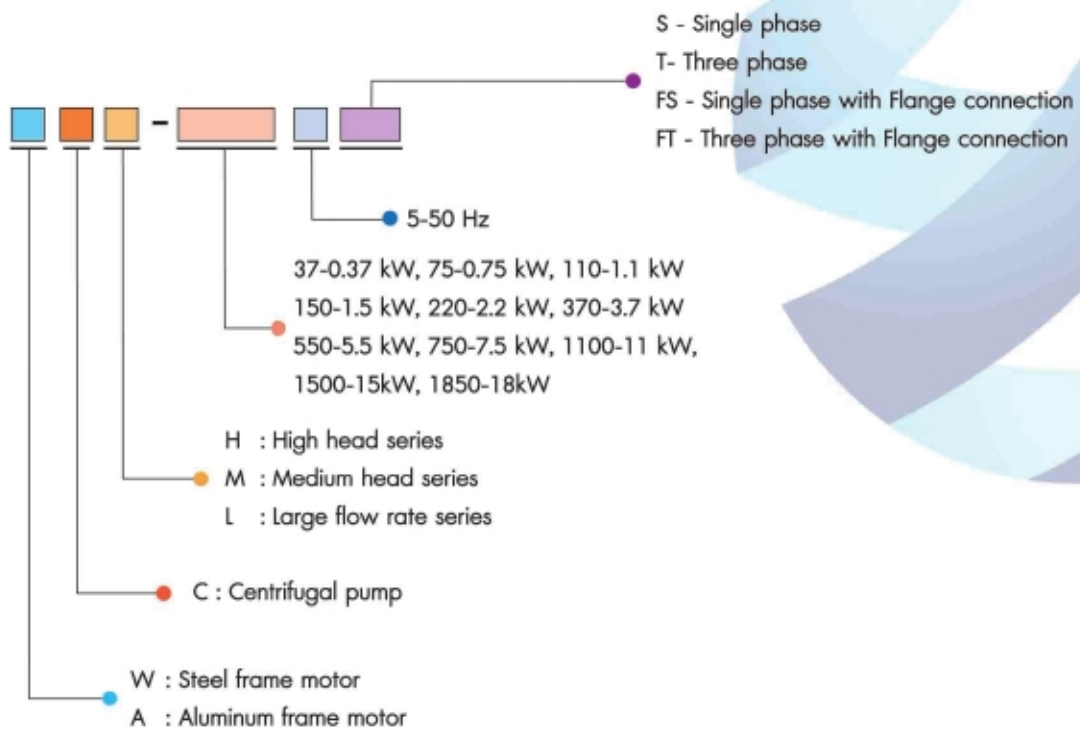 S - Single phase
T- Three phase
FS - Single phase with Flange connection
FT - Three phase with Flange connection
-
5-50 Hz
37-0.37 kW, 75-0.75 kW, 110-1.1 kW
150-1.5 kW, 220-2.2 kW, 370-3.7 kW
550-5.5 kW, 750-7.5 kW, 1100-11 kW,
1500-15kW, 1850-18kW
H : High head series
M : Medium head series
L : Large flow rate series
C : Centrifugal pump
W : Steel frame motor
A : Aluminum frame motor